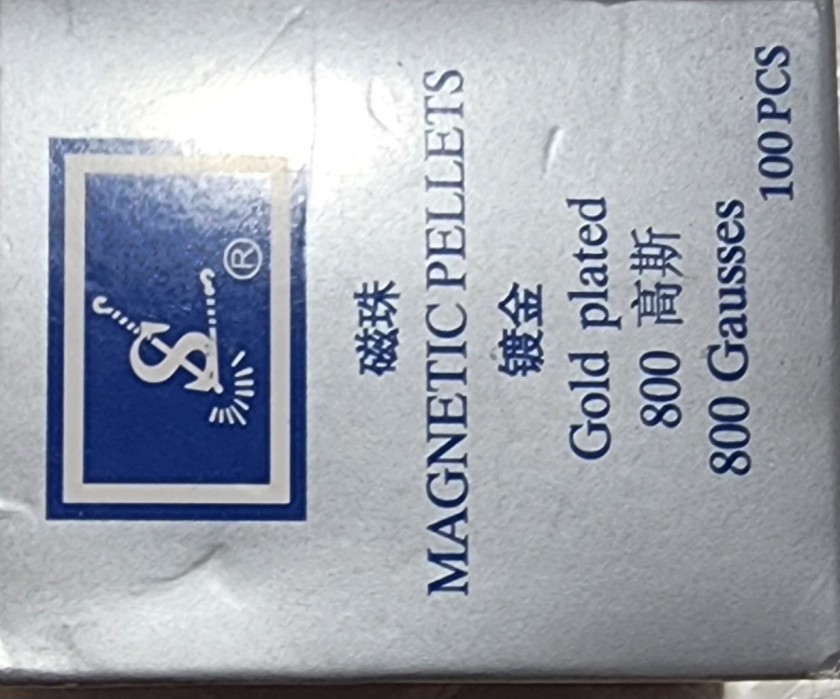 ®
磁珠
MAGNETIC PELLETS
镀金
Gold plated
800 高斯
800 Gausses
100 PCS